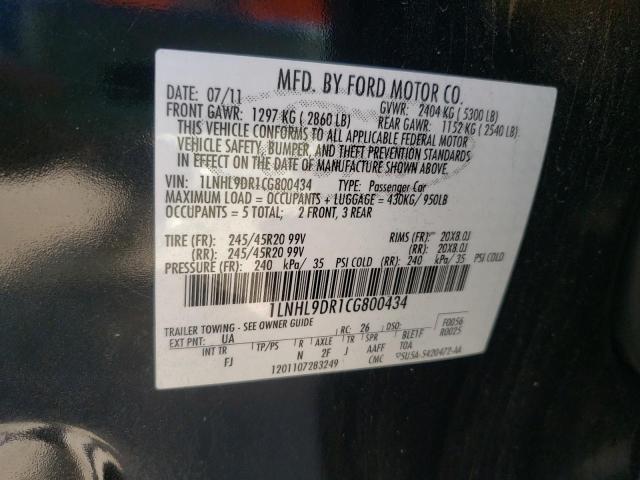 MFD. BY FORD MOTOR CO.
DATE: 07/11 GVWR: 2404 KG ( 5300 LB)
FRONT GAWR: 1297 KG ( 2860 LB) REAR GAWR: 1152 KG ( 2540 LB)
THIS VEHICLE CONFORMS TO ALL APPLICABLE FEDERAL MOTOR
VEHICLE SAFETY, BUMPER, AND THEFT PREVENTION STANDARDS
IN EFFECT ON THE DATE OF MANUFACTURE SHOWN ABOVE.
VIN: 1LNHL9DR1CG800434 TYPE: Passenger Car
MAXIMUM LOAD = OCCUPANTS + LUGGAGE = 430KG/ 950LB
OCCUPANTS = 5 TOTAL; 2 FRONT, 3 REAR
TIRE (FR): 245/45R20 99V RIMS (FR): 20X8.0J
(RR): 245/45R20 99V (RR): 20X8.0J
PRESSURE (FR): 240 kPa/ 35 PSI COLD (RR): 240 kPa/ 35 PSI COLD
1LNHL9DR1CG800434
TRAILER TOWING - SEE OWNER GUIDE
EXT PNT: UA RC: 26 DSO: F0056
INT TR TP/PS R AXLE TR SPR R0025
FJ N 2F J AAFF
1201107283249 CMC